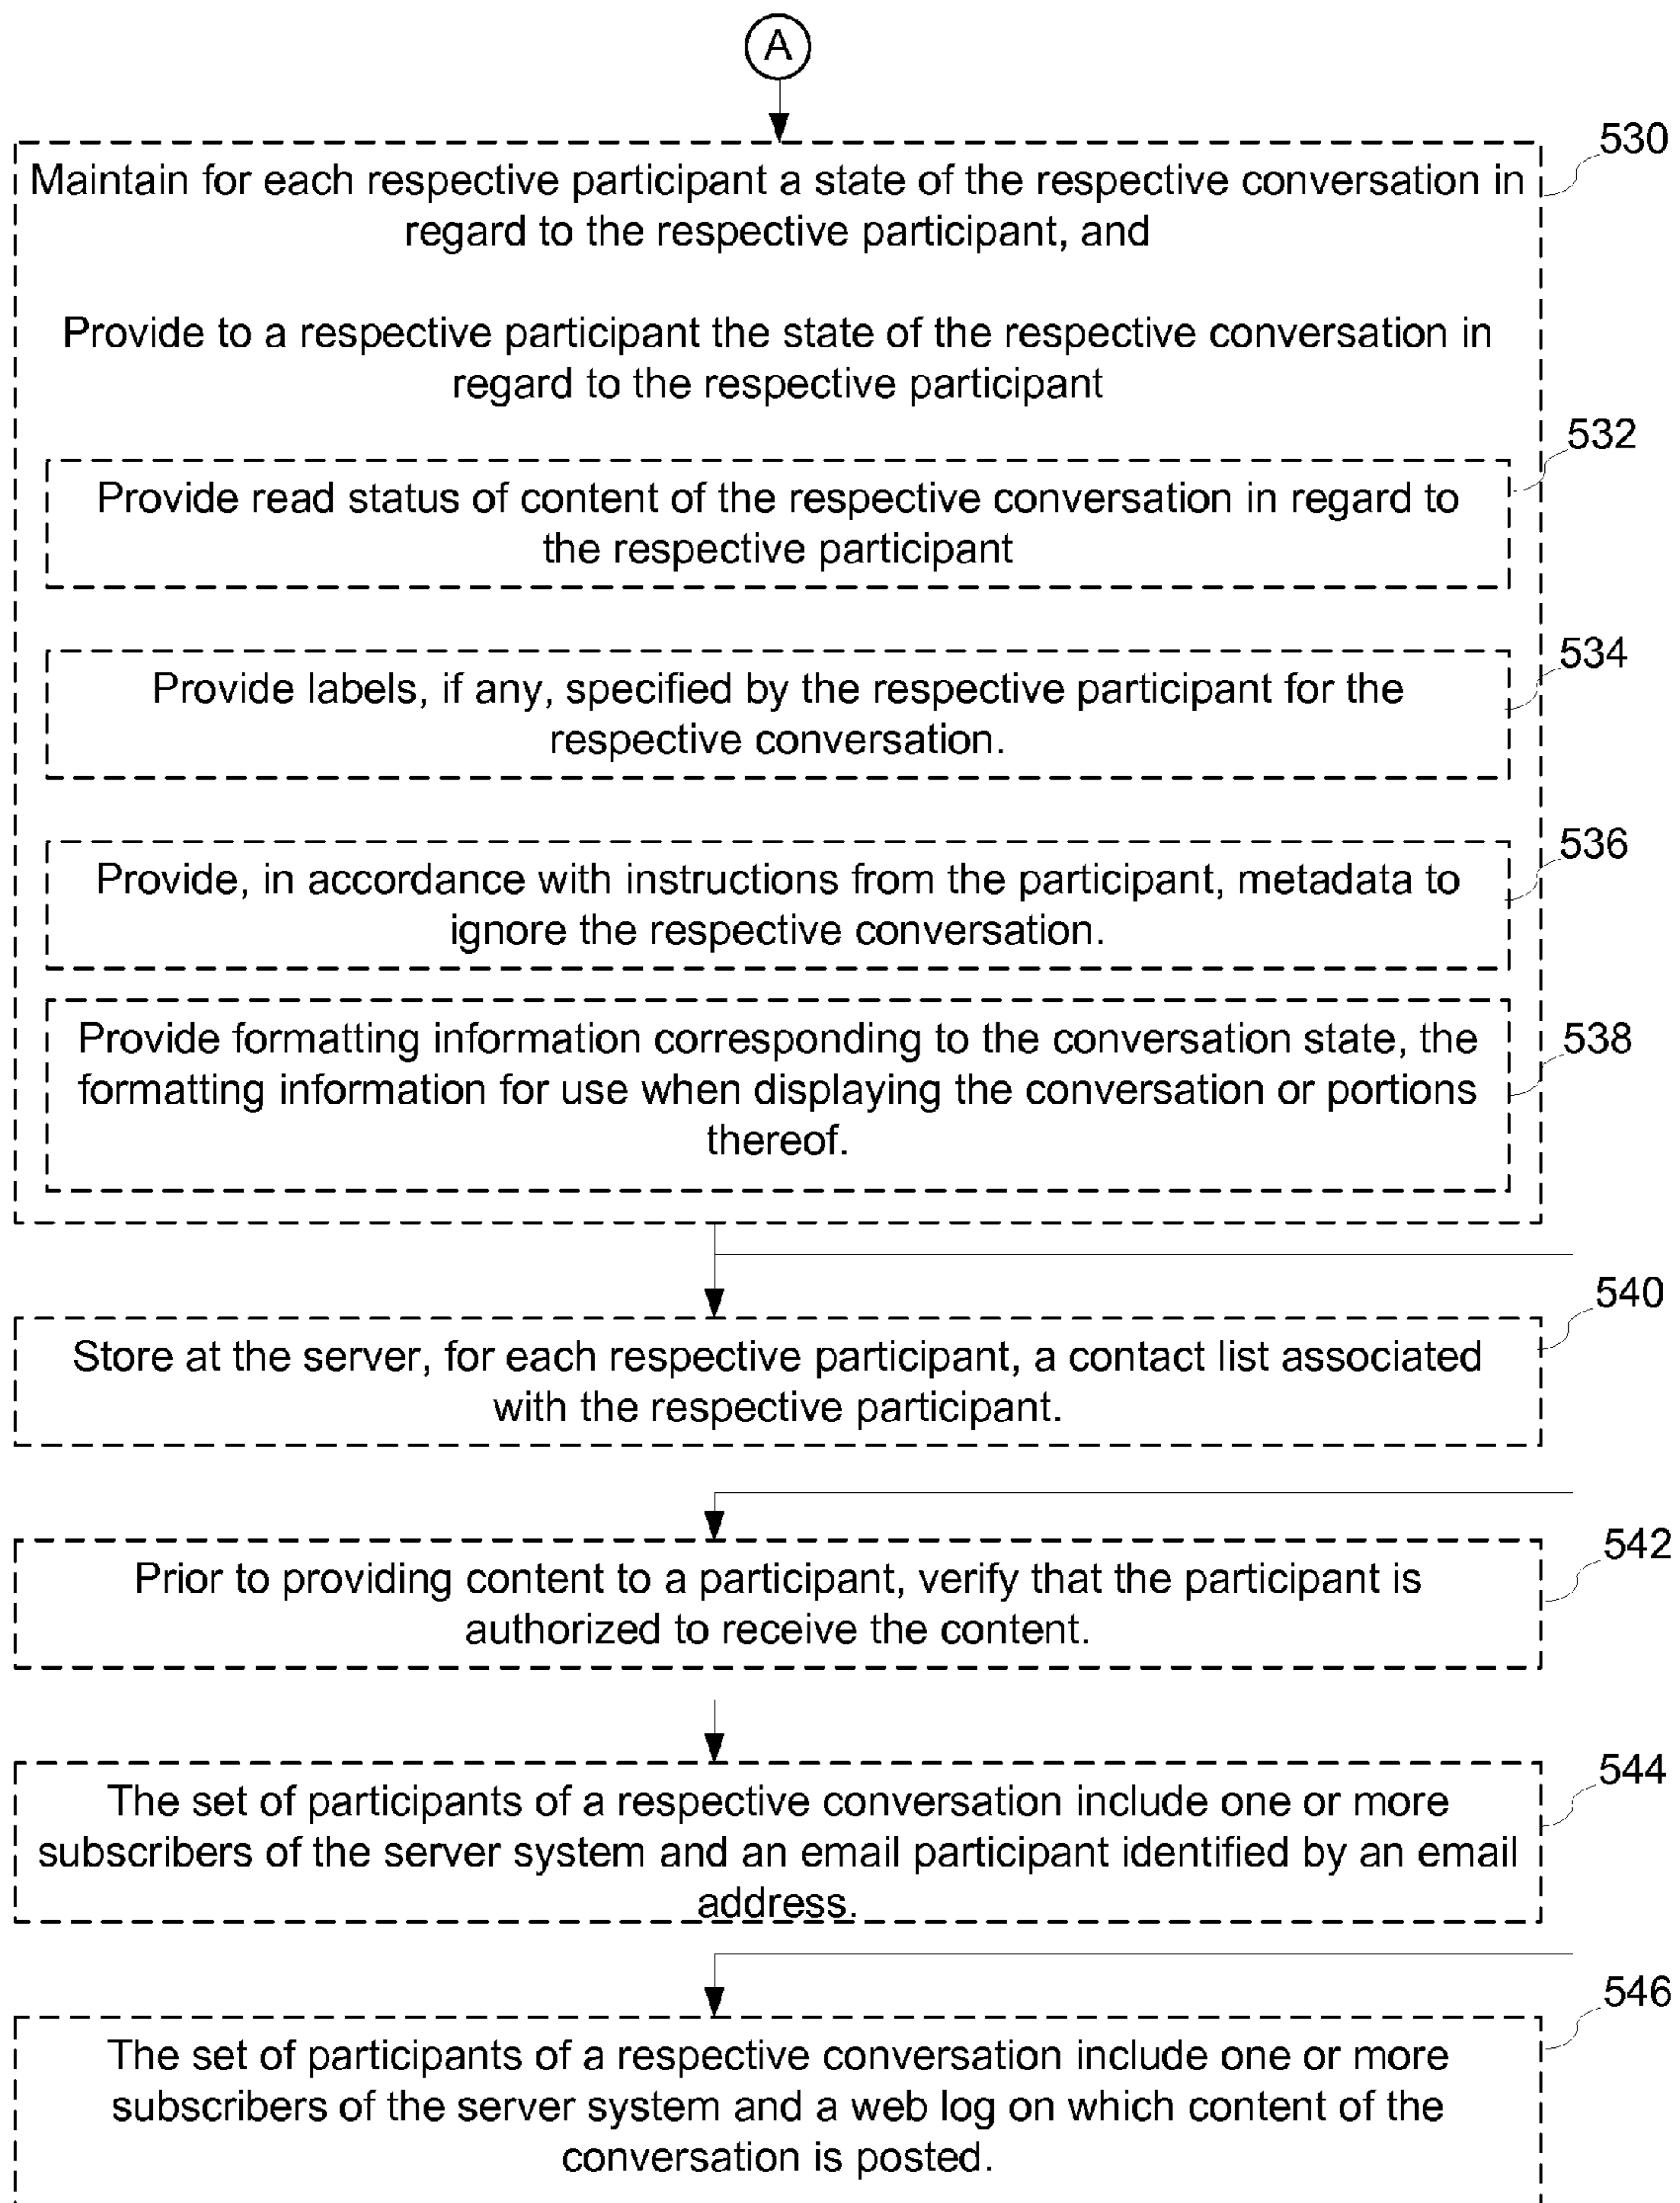 A
530
Maintain for each respective participant a state of the respective conversation in
regard to the respective participant, and
Provide to a respective participant the state of the respective conversation in
regard to the respective participant
532
Provide read status of content of the respective conversation in regard to
the respective participant
534
Provide labels, if any, specified by the respective participant for the
respective conversation.
536
Provide, in accordance with instructions from the participant, metadata to
ignore the respective conversation.
538
Provide formatting information corresponding to the conversation state, the
formatting information for use when displaying the conversation or portions
thereof.
540
Store at the server, for each respective participant, a contact list associated
with the respective participant.
542
Prior to providing content to a participant, verify that the participant is
authorized to receive the content.
544
The set of participants of a respective conversation include one or more
subscribers of the server system and an email participant identified by an email
address.
546
The set of participants of a respective conversation include one or more
subscribers of the server system and a web log on which content of the
conversation is posted.